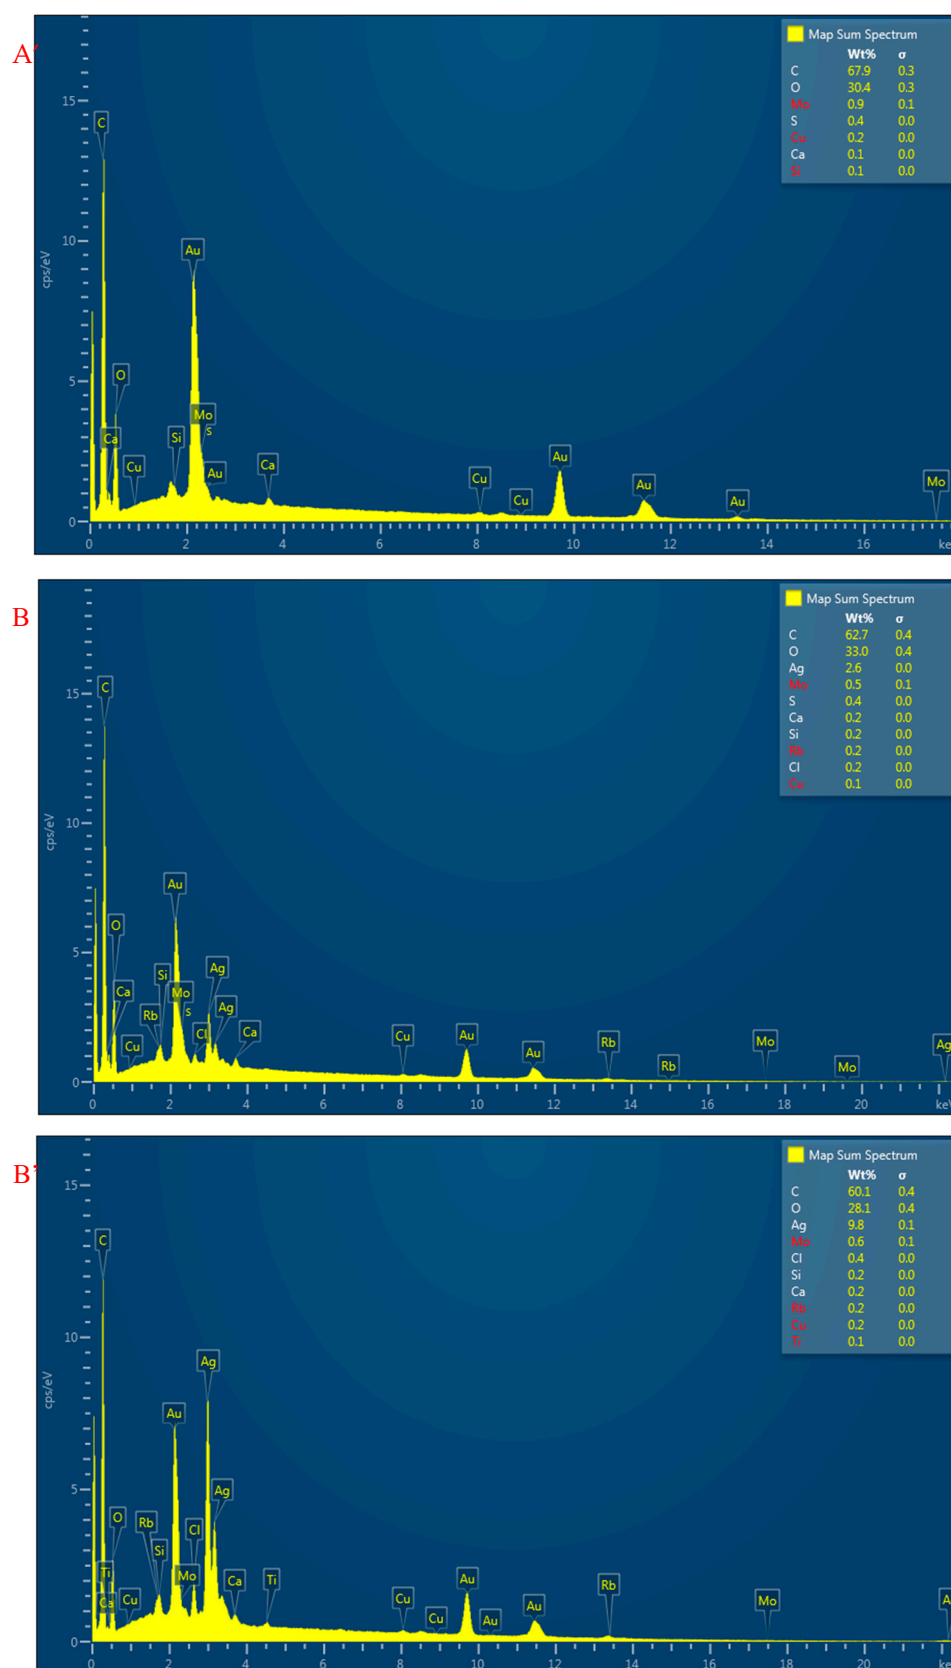 A'
Map Sum Spectrum
Wt% σ
C 67.9 0.3
O 30.4 0.3
Mo 0.9 0.1
S 0.4 0.0
Cu 0.2 0.0
Ca 0.1 0.0
Si 0.1 0.0
15
C
Au
10
cps/eV
O
5
Mo
Ca Si S
Cu Au Ca
Au
Cu Au Mo
Cu Au
0
0 2 4 6 8 10 12 14 16
B
Map Sum Spectrum
Wt% σ
C 62.7 0.4
O 33.0 0.4
Ag 2.6 0.0
Mo 0.5 0.1
S 0.4 0.0
Ca 0.2 0.0
Si 0.2 0.0
Rb 0.2 0.0
Cl 0.2 0.0
Cu 0.1 0.0
C
15
10
cps/eV
Au
O
5
Si Ag
Ca Mo
Rb S Ag
Cu Cl Ca Cu Au Au Rb Rb Mo Mo Ag
0
0 2 4 6 8 10 12 14 16 18 20
B'
Map Sum Spectrum
Wt% σ
C 60.1 0.4
O 28.1 0.4
Ag 9.8 0.1
Mo 0.6 0.1
Cl 0.4 0.0
Si 0.2 0.0
Ca 0.2 0.0
Rb 0.2 0.0
Cu 0.2 0.0
Ti 0.1 0.0
15
C
10
cps/eV
Ag
Au
5
Ag
O Rb Cl
Si
Ti Mo Ca Ti Au Rb
Ca Cu Cu Cu Au Au Mo
0
0 2 4 6 8 10 12 14 16 18 20